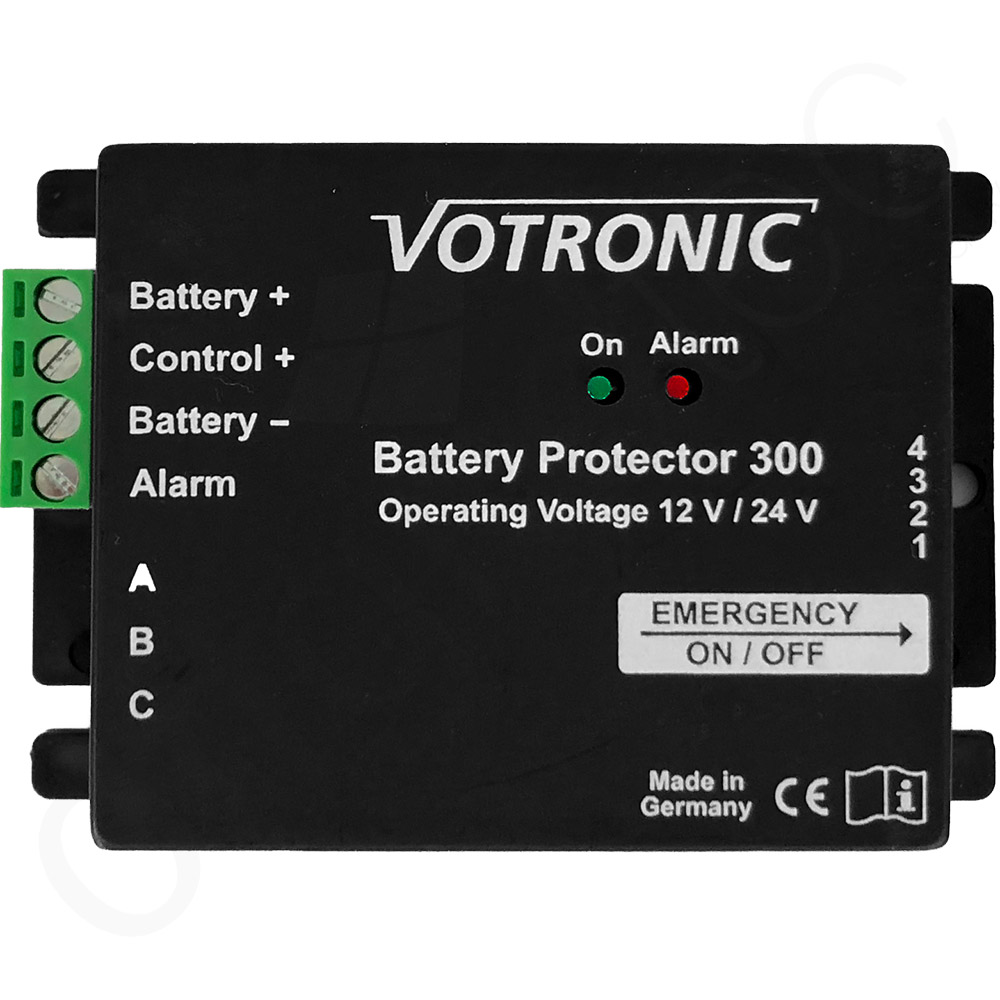 VOTRONIC
Battery +
Control +
Battery –
Alarm
On Alarm
Battery Protector 300
Operating Voltage 12 V / 24 V
4
3
2
1
A
B
C
EMERGENCY
ON / OFF
Made in
Germany
CE
i